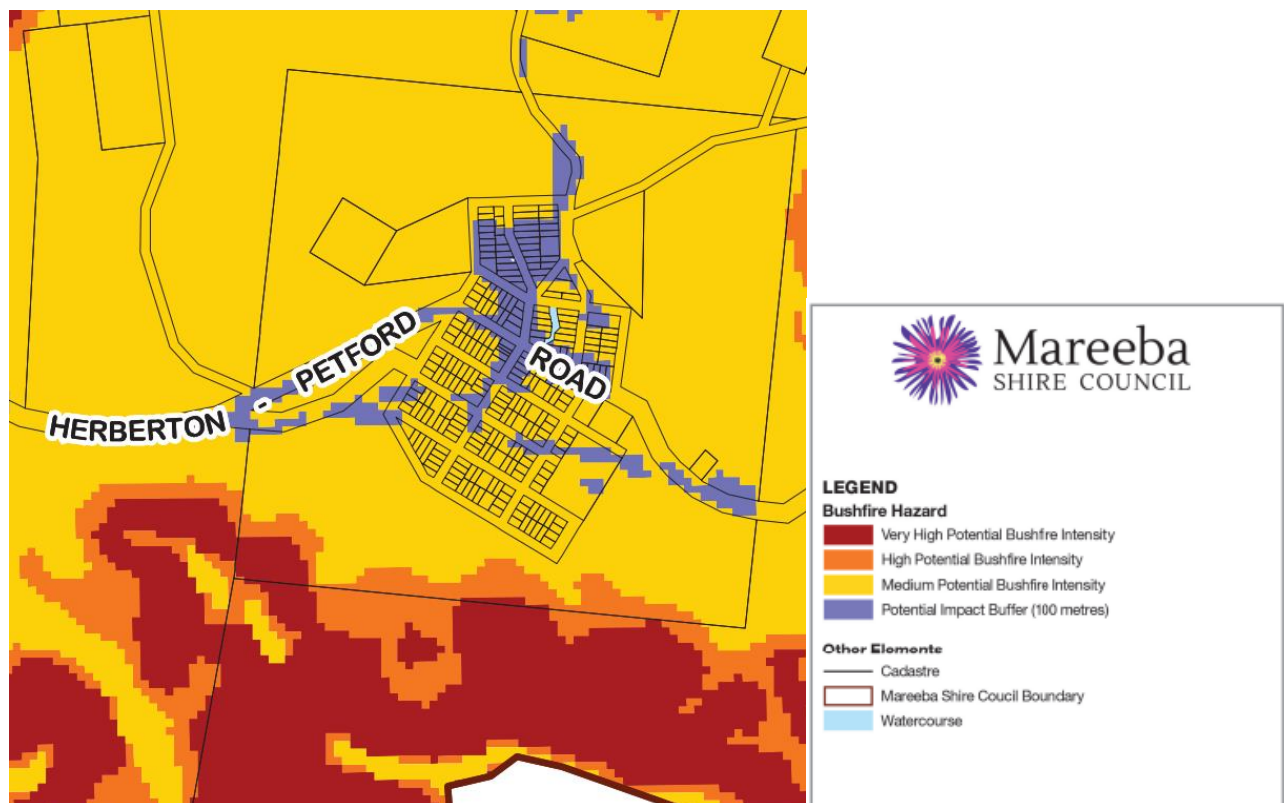 PETFORD
ROAD
HERBERTON -
Mareeba
SHIRE COUNCIL
LEGEND
Bushfire Hazard
Very High Potential Bushfire Intensity
High Potential Bushfire Intensity
Medium Potential Bushfire Intensity
Potential Impact Buffer (100 metres)
Other Elements
Cadastre
Mareeba Shire Coucil Boundary
Watercourse